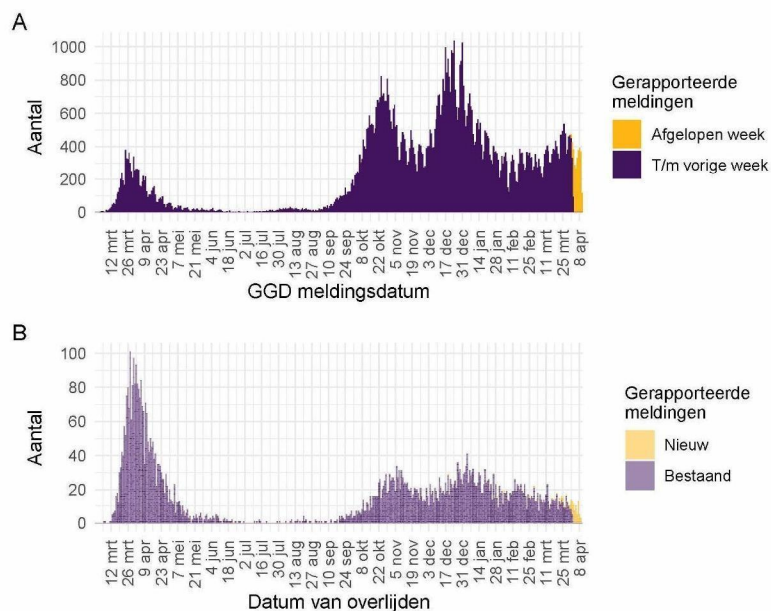 A
Aantal
1000
800
600
400
200
0
12 mrt
26 mrt
9 apr
23 apr
7 mei
21 mei
4 jun
18 jun
2 jul
16 jul
30 jul
13 aug
27 aug
10 sep
24 sep
8 okt
22 okt
5 nov
19 nov
3 dec
17 dec
31 dec
14 jan
28 jan
11 feb
25 feb
11 mrt
25 mrt
8 apr
GGD meldingsdatum
Gerapporteerde
meldingen
Afgelopen week
T/m vorige week
B
Aantal
100
80
60
40
20
0
12 mrt
26 mrt
9 apr
23 apr
7 mei
21 mei
4 jun
18 jun
2 jul
16 jul
30 jul
13 aug
27 aug
10 sep
24 sep
8 okt
22 okt
5 nov
19 nov
3 dec
17 dec
31 dec
14 jan
28 jan
11 feb
25 feb
11 mrt
25 mrt
8 apr
Datum van overlijden
Gerapporteerde
meldingen
Nieuw
Bestaand